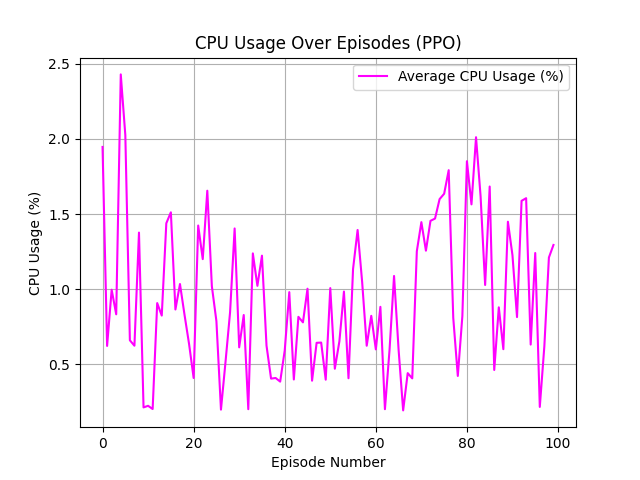 CPU Usage Over Episodes (PPO)
Average CPU Usage (%)
CPU Usage (%)
2.5
2.0
1.5
1.0
0.5
0 20 40 60 80 100
Episode Number